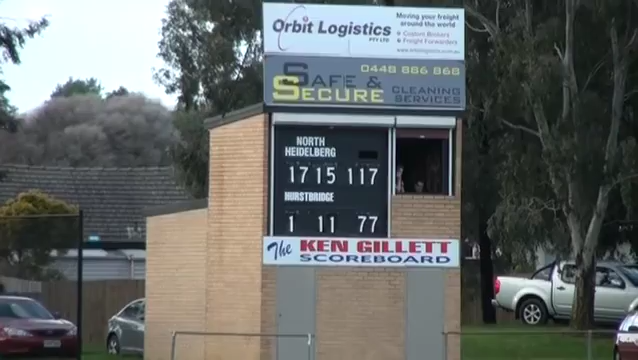 Orbit Logistics
PTY LTD
Moving your freight
around the world
Custom Brokers
Freight Forwarders
SAFE &
SECURE
0448 886 868
CLEANING
SERVICES
NORTH
HEIDELBERG
17 15 117
HURSTBRIDGE
1 11 77
The KEN GILLETT
SCOREBOARD